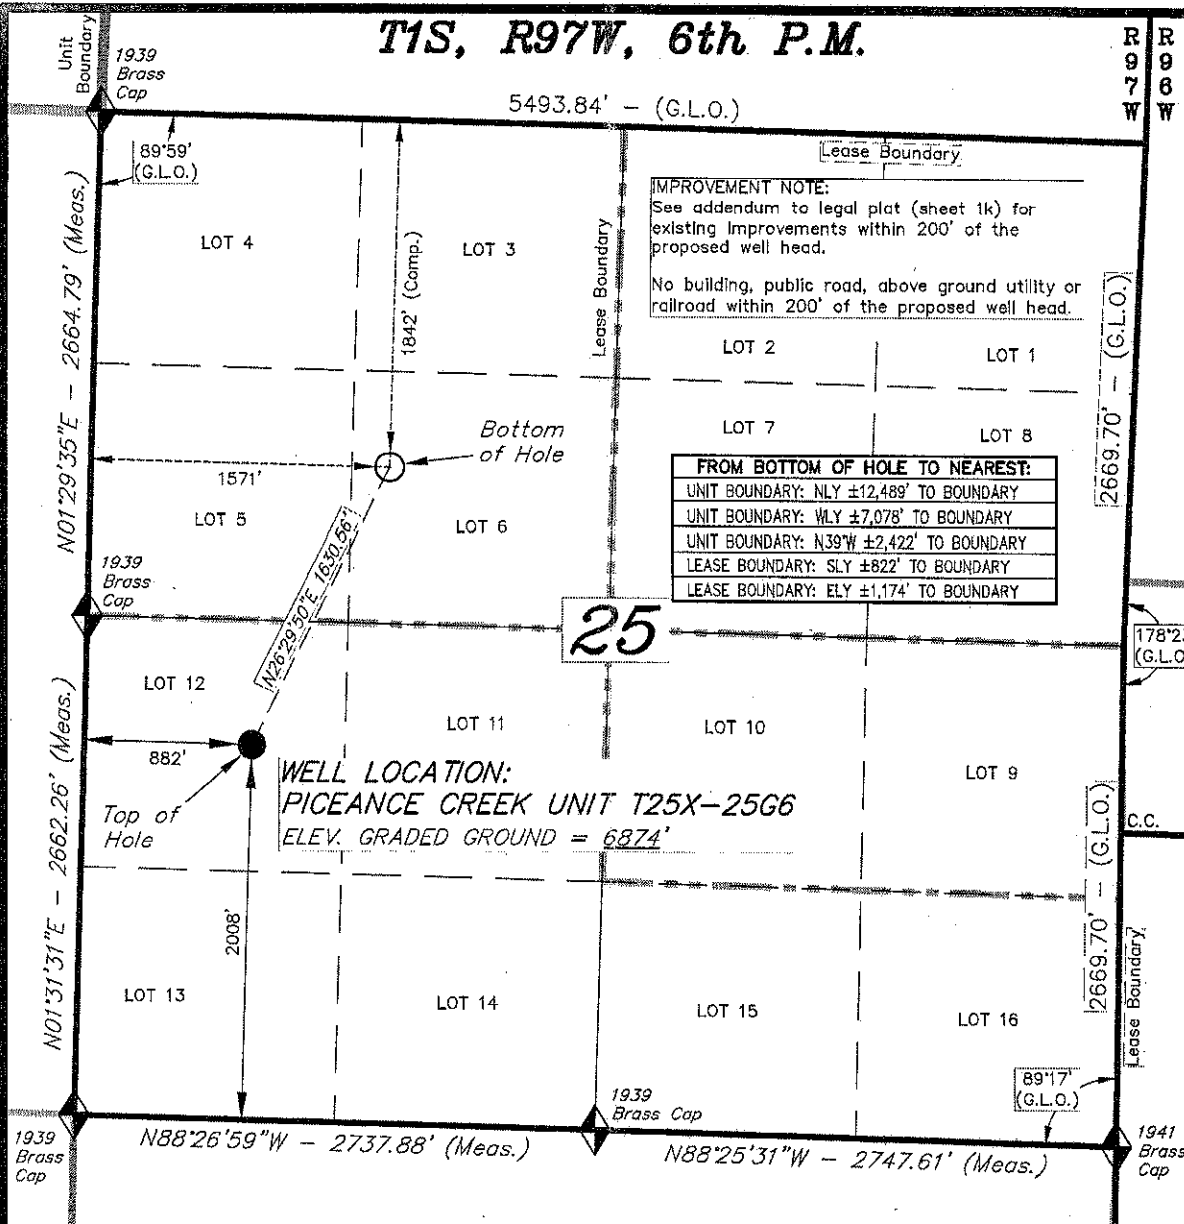 T1S, R97W, 6th P.M.
R97W
R96W
Unit
Boundary
1939
Brass
Cap
5493.84' - (G.L.O.)
89°59'
(G.L.O.)
Lease Boundary
IMPROVEMENT NOTE:
See addendum to legal plat (sheet 1k) for
existing improvements within 200' of the
proposed well head.
No building, public road, above ground utility or
railroad within 200' of the proposed well head.
LOT 4
LOT 3
1842' (Comp.)
Lease Boundary
N01°29'35"E - 2664.79' (Meas.)
2669.70' - (G.L.O.)
LOT 2
LOT 1
LOT 7
LOT 8
Bottom
of Hole
1571'
LOT 5
LOT 6
FROM BOTTOM OF HOLE TO NEAREST:
UNIT BOUNDARY: NLY ±12,489' TO BOUNDARY
UNIT BOUNDARY: WLY ±7,078' TO BOUNDARY
UNIT BOUNDARY: N39°W ±2,422' TO BOUNDARY
LEASE BOUNDARY: SLY ±822' TO BOUNDARY
LEASE BOUNDARY: ELY ±1,174' TO BOUNDARY
1939
Brass
Cap
N26°29'50"E 1630.56'
25
178°2
(G.L.O
LOT 12
LOT 11
LOT 10
LOT 9
882'
Top of
Hole
WELL LOCATION:
PICEANCE CREEK UNIT T25X-25G6
ELEV. GRADED GROUND = 6874'
C.C.
N01°31'31"E - 2662.26' (Meas.)
2008'
2669.70' - (G.L.O.)
Lease Boundary
LOT 13
LOT 14
LOT 15
LOT 16
89°17'
(G.L.O.)
1939
Brass Cap
1939
Brass
Cap
N88°26'59"W - 2737.88' (Meas.)
N88°25'31"W - 2747.61' (Meas.)
1941
Brass
Cap